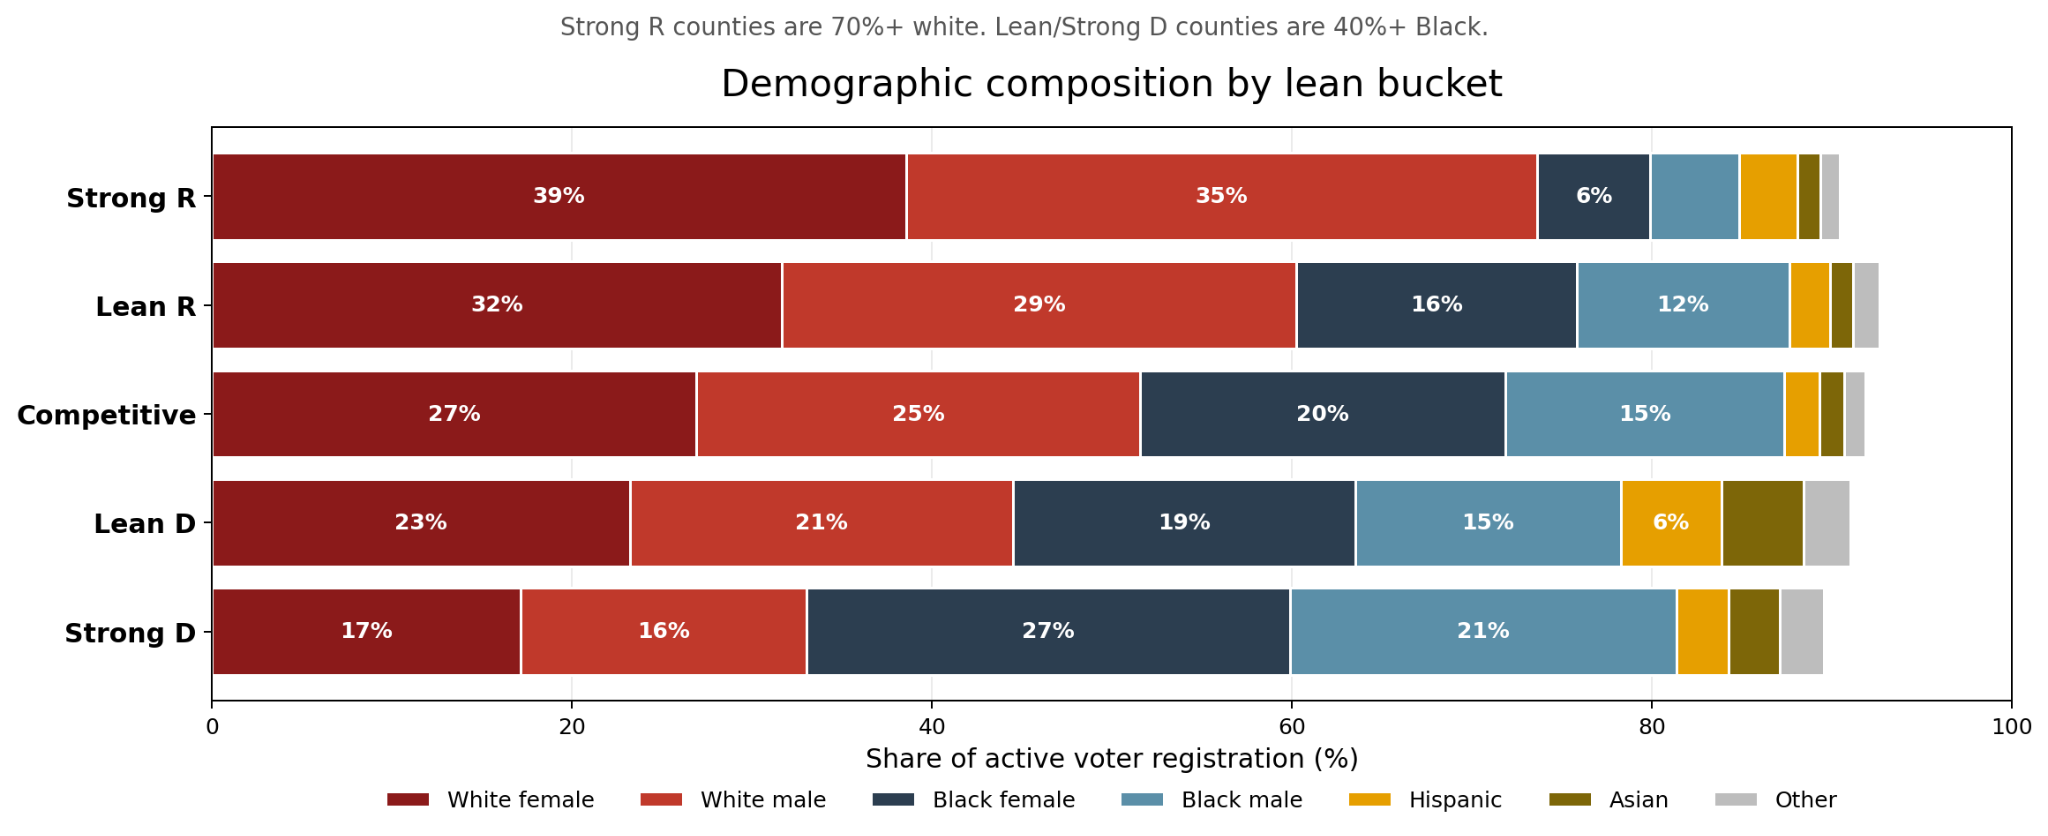 Strong R counties are 70%+ white. Lean/Strong D counties are 40%+ Black.
Demographic composition by lean bucket
Strong R 39% 35% 6%
Lean R 32% 29% 16% 12%
Competitive 27% 25% 20% 15%
Lean D 23% 21% 19% 15% 6%
Strong D 17% 16% 27% 21%
0 20 40 60 80 100
Share of active voter registration (%)
White female White male Black female Black male Hispanic Asian Other